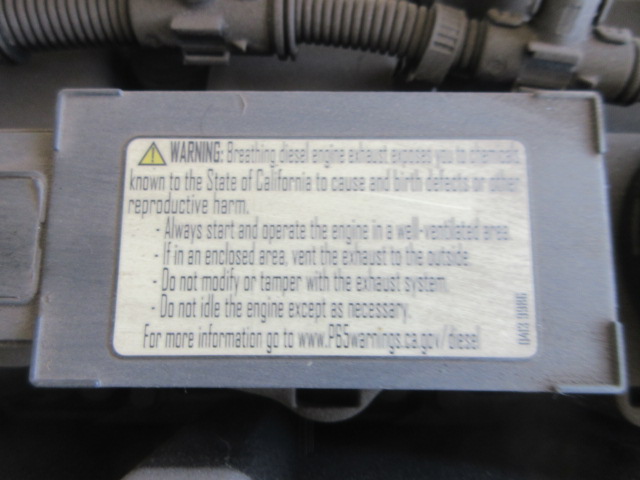 WARNING: Breathing diesel engine exhaust exposes you to chemicals
known to the State of California to cause and birth defects or other
reproductive harm.
- Always start and operate the engine in a well-ventilated area.
- If in an enclosed area, vent the exhaust to the outside.
- Do not modify or tamper with the exhaust system.
- Do not idle the engine except as necessary.
For more information go to www.P65warnings.ca.gov/diesel